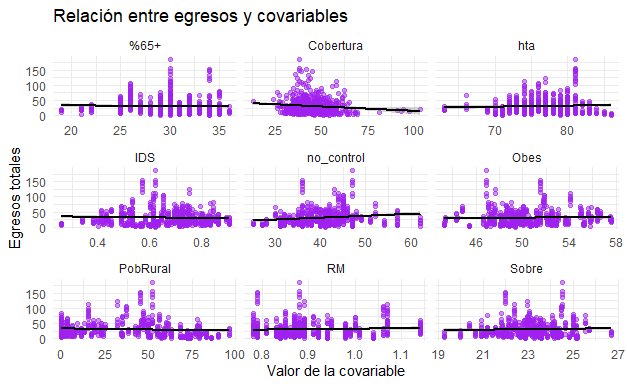 Relación entre egresos y covariables
%65+ Cobertura hta
150
100
50
0
20 25 30 35 25 50 75 100 70 80
IDS no_control Obes
150
100
50
0
0.4 0.6 0.8 30 40 50 60 46 50 54 58
PobRural RM Sobre
150
100
50
0
0 25 50 75 100 0.8 0.9 1.0 1.1 19 21 23 25 27
Egresos totales
Valor de la covariable